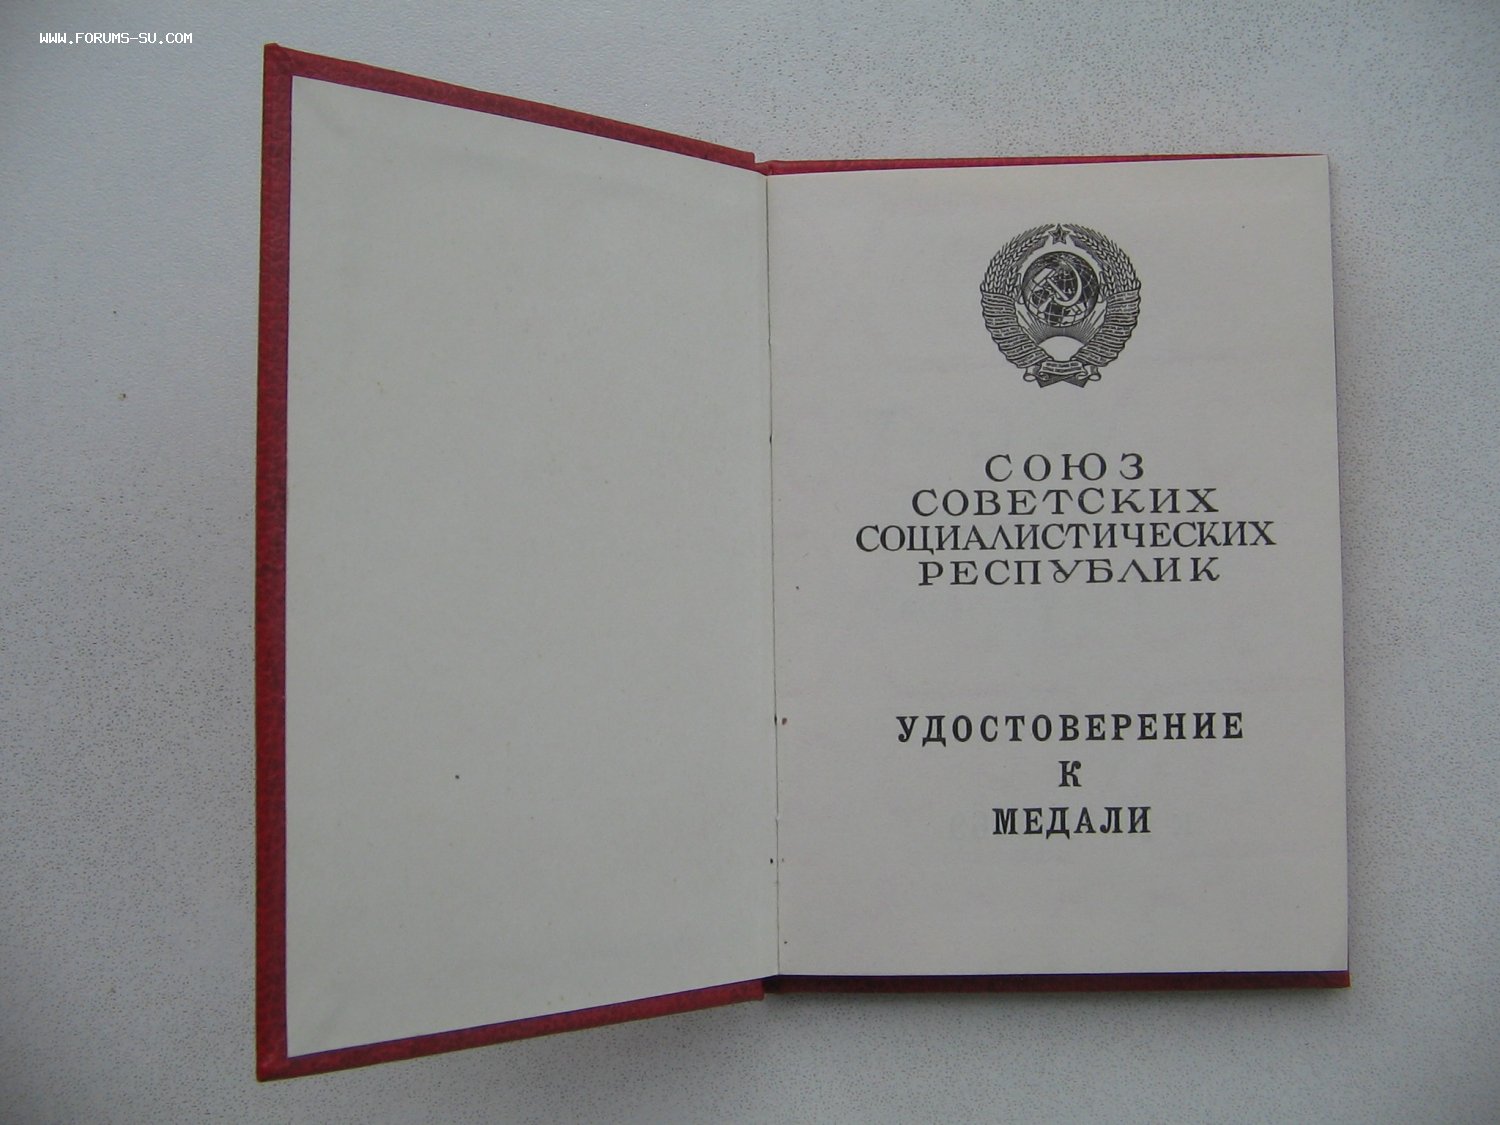 WWW.FORUMS-SU.COM
СОЮЗ
СОВЕТСКИХ
СОЦИАЛИСТИЧЕСКИХ
РЕСПУБЛИК
УДОСТОВЕРЕНИЕ
К
МЕДАЛИ